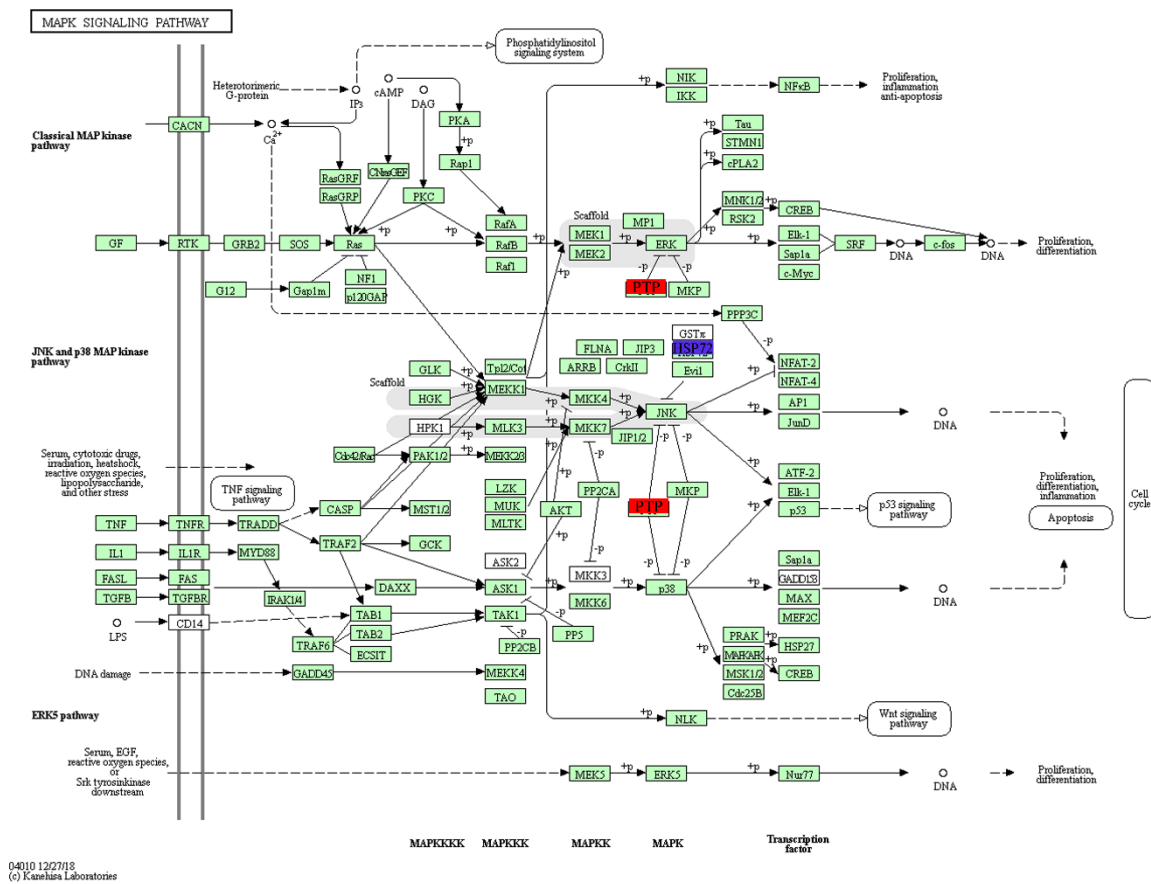 MAPK SIGNALING PATHWAY
Phosphatidylinositol
signaling system
Heterotorimeric
G-protein
IP3
cAMP
DAG
+p
NIK
IKK
NFκB
Proliferation,
inflammation
anti-apoptosis
Classical MAP kinase
pathway
CACN
Ca2+
PKA
+p
Rap1
RasGRF
RasGRP
CNrasGEF
PKC
+p
Tau
STMN1
cPLA2
+p
MNK1/2
RSK2
+p
CREB
GF
RTK
GRB2
SOS
Ras
+p
+p
RafA
RafB
Raf1
+p
+p
Scaffold
MEK1
MEK2
+p
MP1
ERK
+p
Elk-1
Sap1a
c-Myc
SRF
DNA
c-fos
DNA
Proliferation,
differentiation
G12
Gap1m
NF1
p120GAP
-p
-p
PTP
MKP
PPP3C
-p
JNK and p38 MAP kinase
pathway
GLK
HGK
HPK1
Scaffold
+p
+p
+p
MEKK1
MLK3
+p
+p
FLNA
JIP3
ARRB
CrkII
GSTπ
HSP72
Evi1
NFAT-2
NFAT-4
MKK4
MKK7
+p
+p
JNK
JIP1/2
+p
+p
AP1
JunD
DNA
Cdc42/Rac
PAK1/2
+p
MEKK2/3
Serum, cytotoxic drugs,
irradiation, heatshock,
reactive oxygen species,
lipopolysaccharide,
and other stress
TNF signaling
pathway
LZK
MUK
MLTK
AKT
+p
PP2CA
-p
-p
-p
PTP
MKP
-p
-p
+p
+p
ATF-2
Elk-1
p53
p53 signaling
pathway
Proliferation,
differentiation,
inflammation
Apoptosis
Cell
cycle
TNF
TNFR
TRADD
CASP
MST1/2
IL1
IL1R
MYD88
TRAF2
GCK
ASK2
+p
-p
FASL
FAS
DAXX
ASK1
+p
MKK3
MKK6
+p
p38
+p
Sap1a
GADD153
MAX
MEF2C
DNA
TGFB
TGFBR
IRAK1/4
LPS
CD14
TAB1
TAB2
ECSIT
TRAF6
TAK1
-p
-p
PP2CB
PP5
+p
PRAK
MAPKAPK
MSK1/2
Cdc25B
+p
+p
HSP27
CREB
DNA damage
GADD45
MEKK4
TAO
ERK5 pathway
+p
NLK
Wnt signaling
pathway
Serum, EGF,
reactive oxygen species,
or
Srk tyrosinkinase
downstream
MEK5
+p
ERK5
+p
Nur77
DNA
Proliferation,
differentiation
MAPKKKK
MAPKKK
MAPKK
MAPK
Transcription
factor
04010 12/27/18
(c) Kanehisa Laboratories